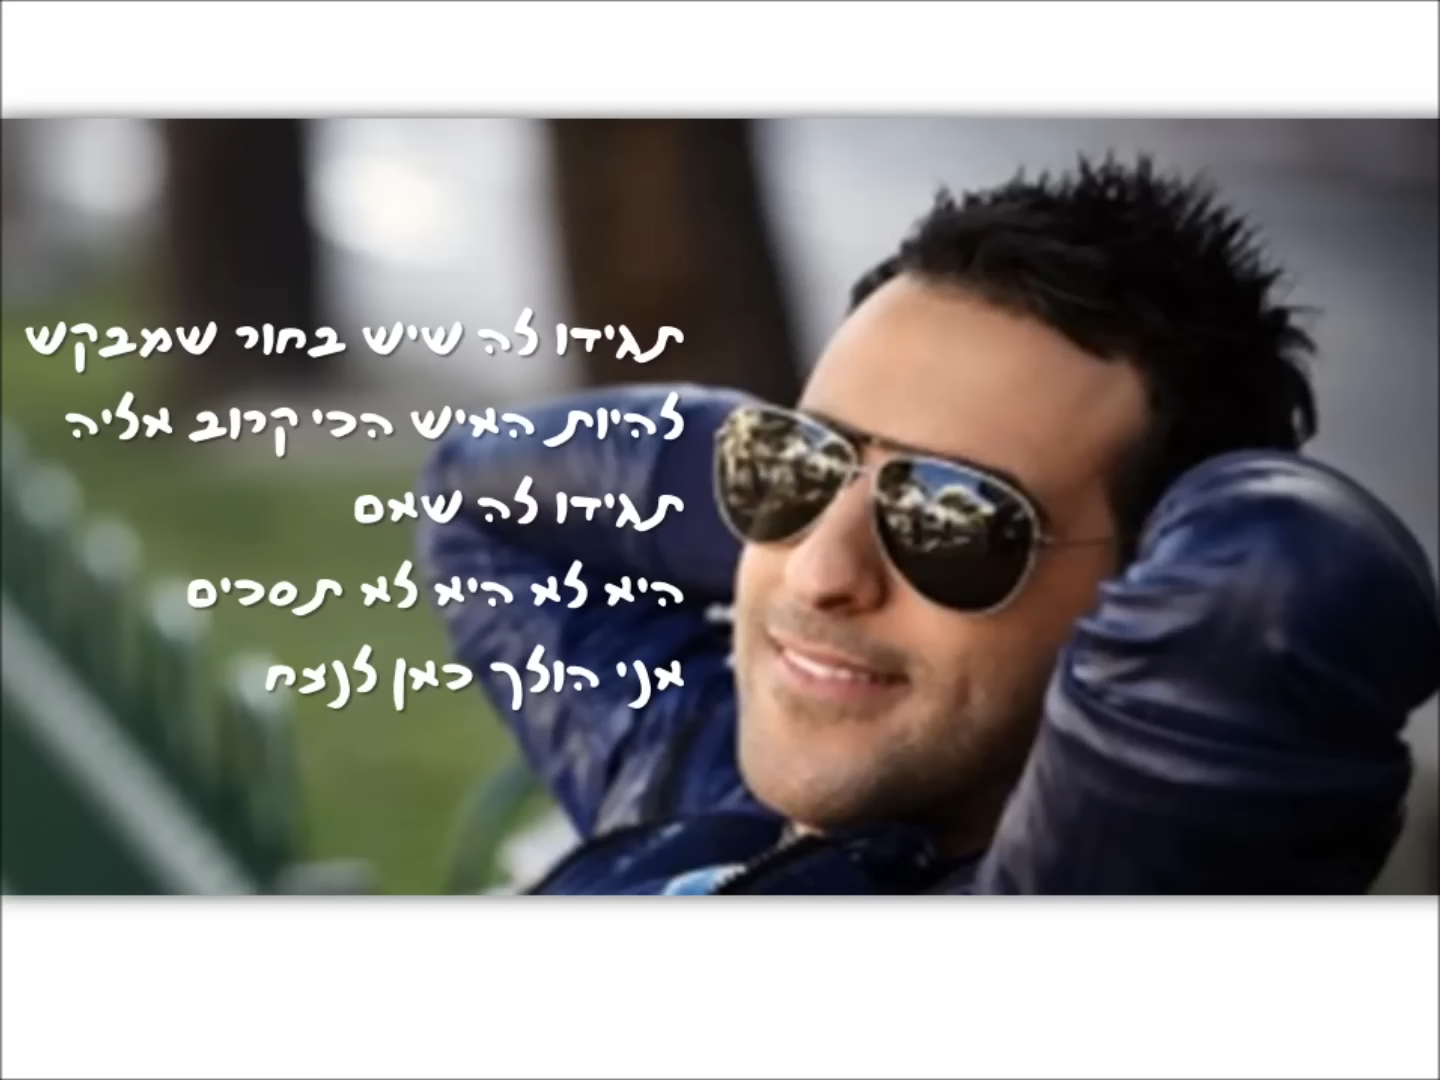 תגידו לה שיש בחור שמבקש
להיות האיש הכי קרוב אליה
תגידו לה שאם
היא לא היא לא תסכים
אני הולך כאן לנצח